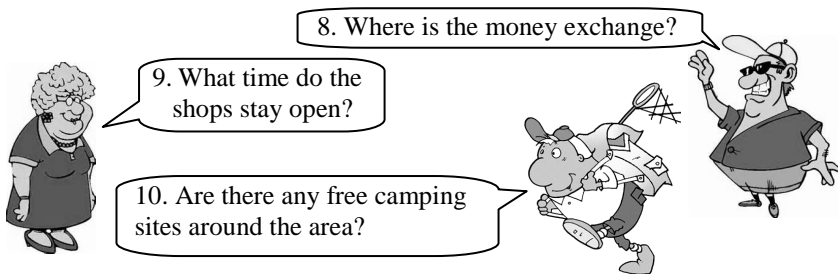 8. Where is the money exchange?
9. What time do the
shops stay open?
10. Are there any free camping
sites around the area?